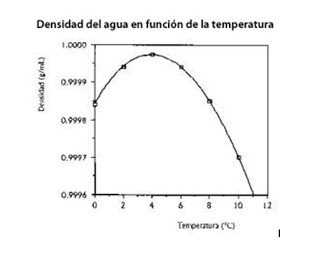 Densidad del agua en función de la temperatura
1.0000
0.9999
0.9998
0.9997
0.9996
Densidad (g/mL)
0 2 4 6 8 10 12
Temperatura (°C)